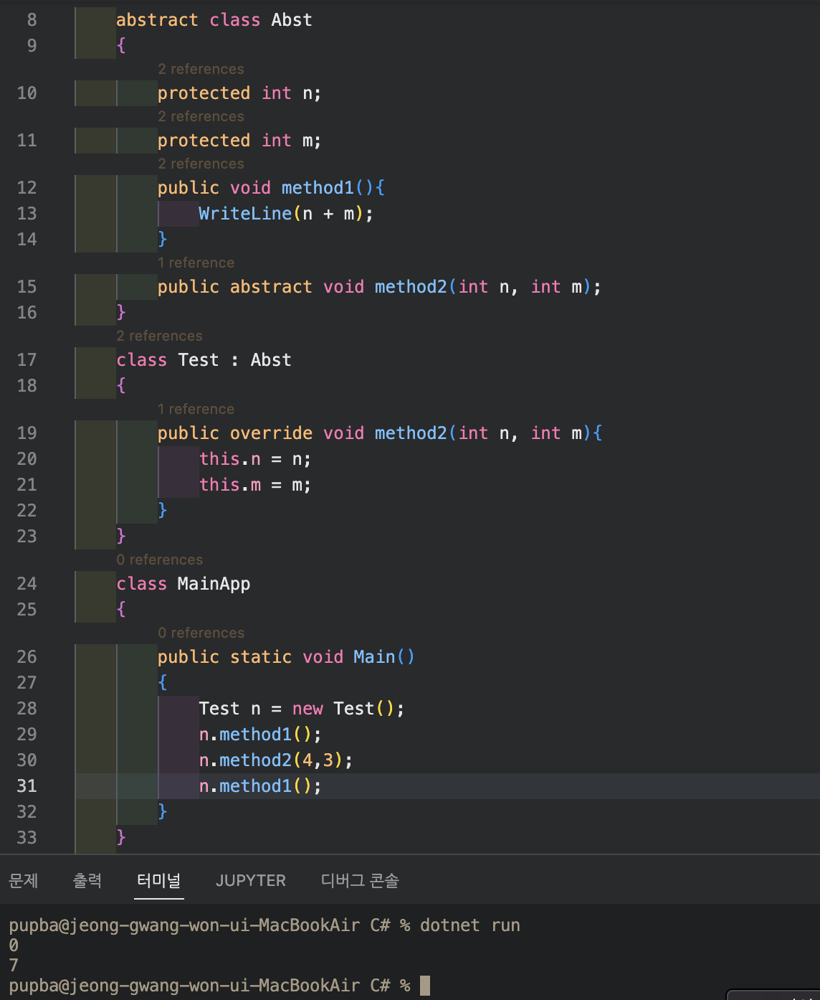 8 abstract class Abst
9 {
2 references
10 protected int n;
2 references
11 protected int m;
2 references
12 public void method1(){
13 WriteLine(n + m);
14 }
1 reference
15 public abstract void method2(int n, int m);
16 }
2 references
17 class Test : Abst
18 {
1 reference
19 public override void method2(int n, int m){
20 this.n = n;
21 this.m = m;
22 }
23 }
0 references
24 class MainApp
25 {
0 references
26 public static void Main()
27 {
28 Test n = new Test();
29 n.method1();
30 n.method2(4,3);
31 n.method1();
32 }
33 }
문제 출력 터미널 JUPYTER 디버그 콘솔
pupba@jeong-gwang-won-ui-MacBookAir C# % dotnet run
0
7
pupba@jeong-gwang-won-ui-MacBookAir C# %